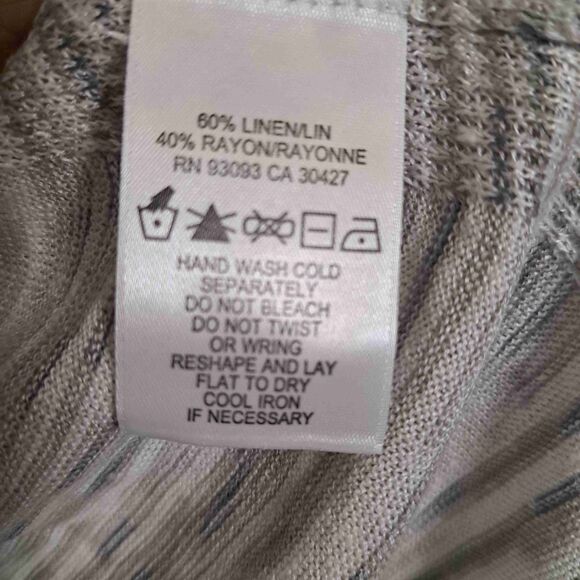 60% LINEN/LIN
40% RAYON/RAYONNE
RN 93093 CA 30427
HAND WASH COLD
SEPARATELY
DO NOT BLEACH
DO NOT TWIST
OR WRING
RESHAPE AND LAY
FLAT TO DRY
COOL IRON
IF NECESSARY